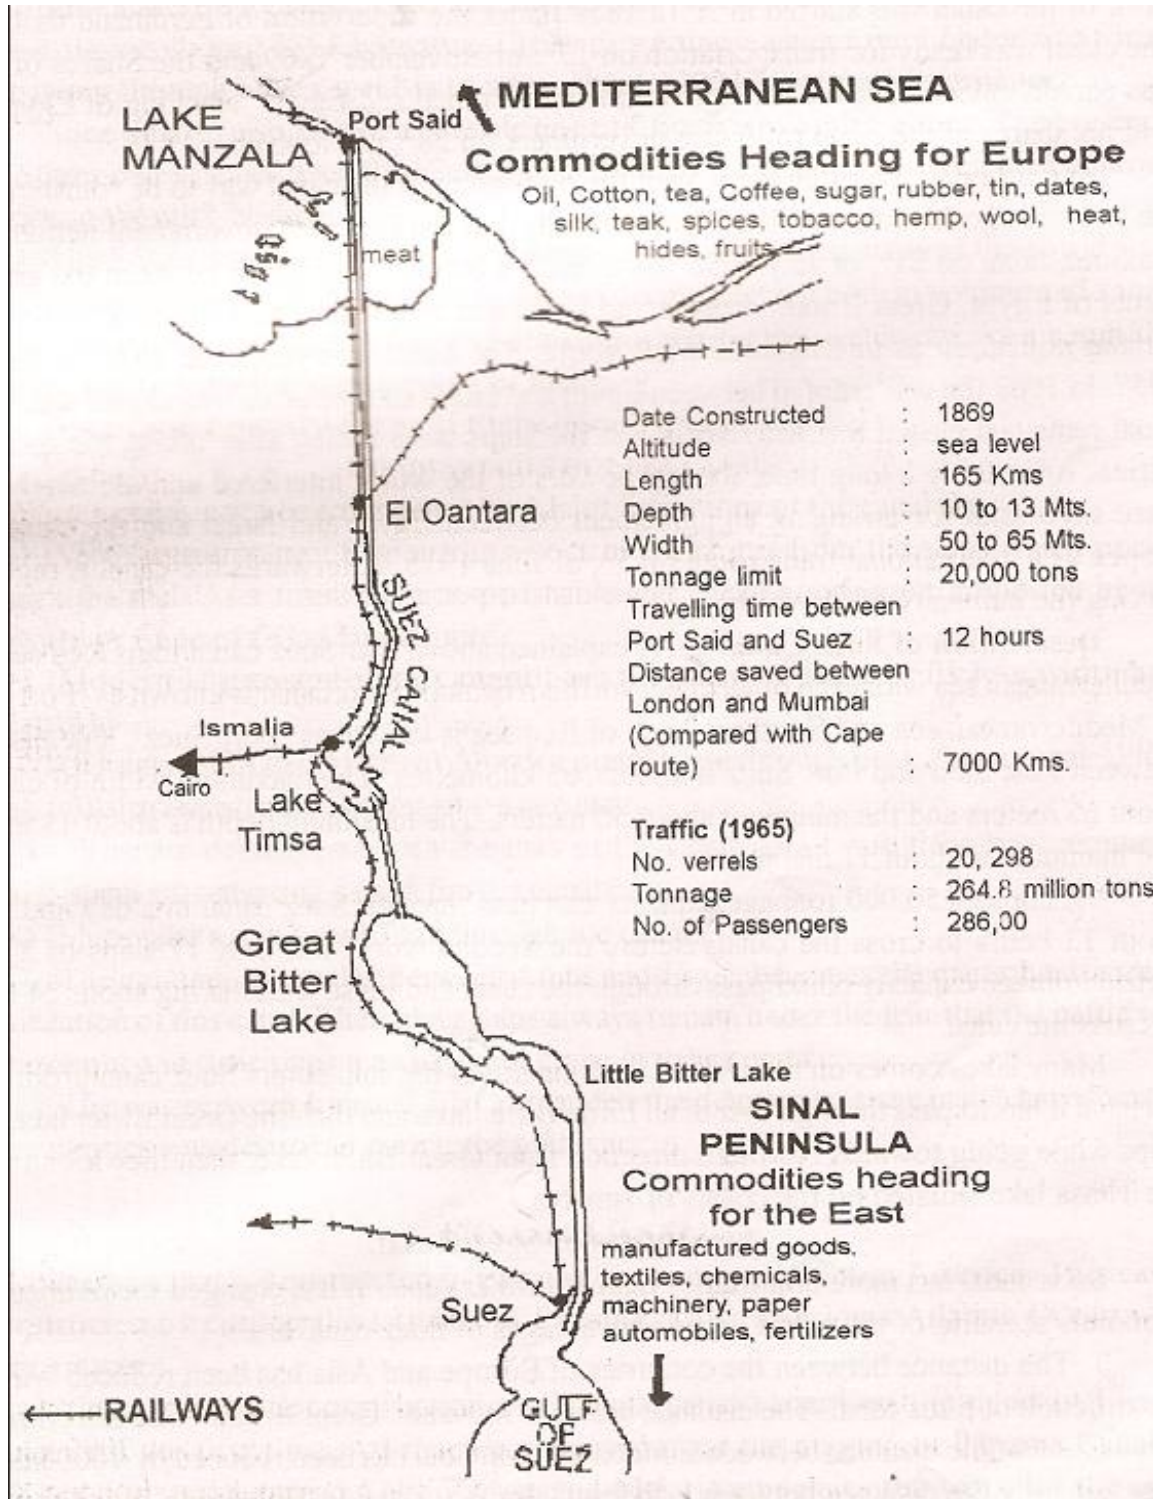 MEDITERRANEAN SEA
LAKE
MANZALA
Port Said
Commodities Heading for Europe
Oil, Cotton, tea, Coffee, sugar, rubber, tin, dates,
silk, teak, spices, tobacco, hemp, wool, heat,
hides, fruits
meat
Date Constructed : 1869
Altitude : sea level
Length : 165 Kms
Depth : 10 to 13 Mts.
Width : 50 to 65 Mts.
Tonnage limit : 20,000 tons
Travelling time between
Port Said and Suez : 12 hours
Distance saved between
London and Mumbai
(Compared with Cape
route) : 7000 Kms.
Traffic (1965)
No. verrels : 20, 298
Tonnage : 264.8 million tons
No. of Passengers : 286,00
El Oantara
SUEZ CANAL
Ismalia
Cairo
Lake
Timsa
Great
Bitter
Lake
Little Bitter Lake
SINAL
PENINSULA
Commodities heading
for the East
manufactured goods,
textiles, chemicals,
machinery, paper
automobiles, fertilizers
Suez
RAILWAYS
GULF
OF
SUEZ